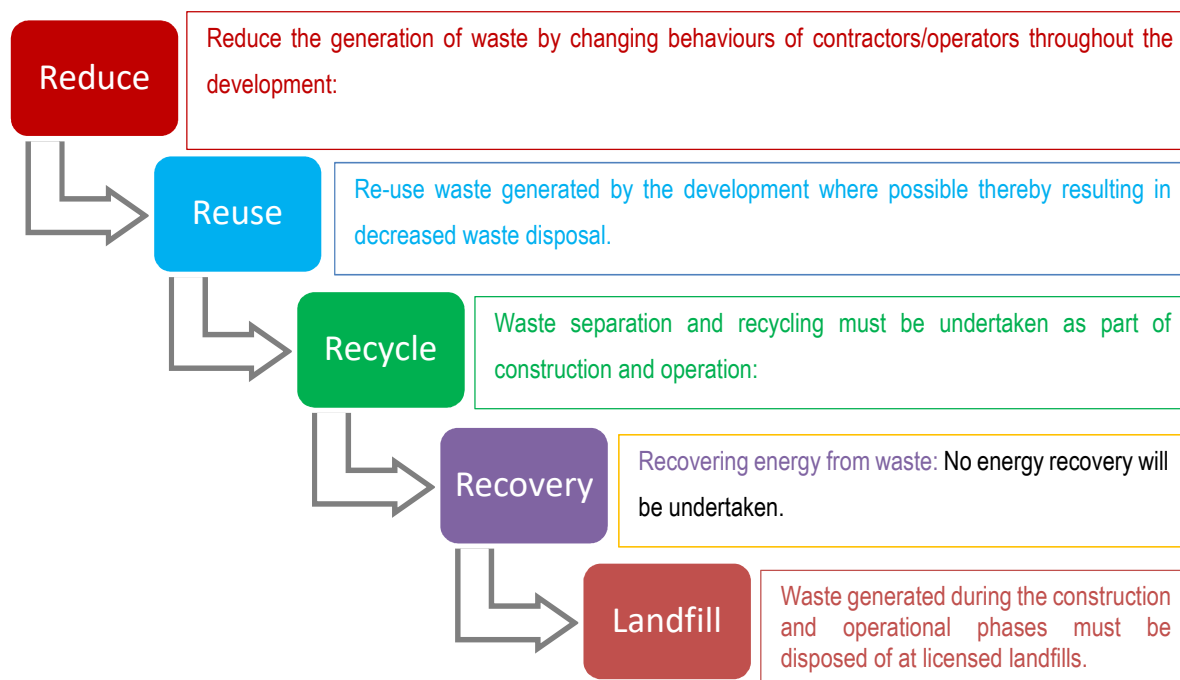 Reduce
Reduce the generation of waste by changing behaviours of contractors/operators throughout the
development:
Reuse
Re-use waste generated by the development where possible thereby resulting in
decreased waste disposal.
Recycle
Waste separation and recycling must be undertaken as part of
construction and operation:
Recovery
Recovering energy from waste: No energy recovery will
be undertaken.
Landfill
Waste generated during the construction
and operational phases must be
disposed of at licensed landfills.